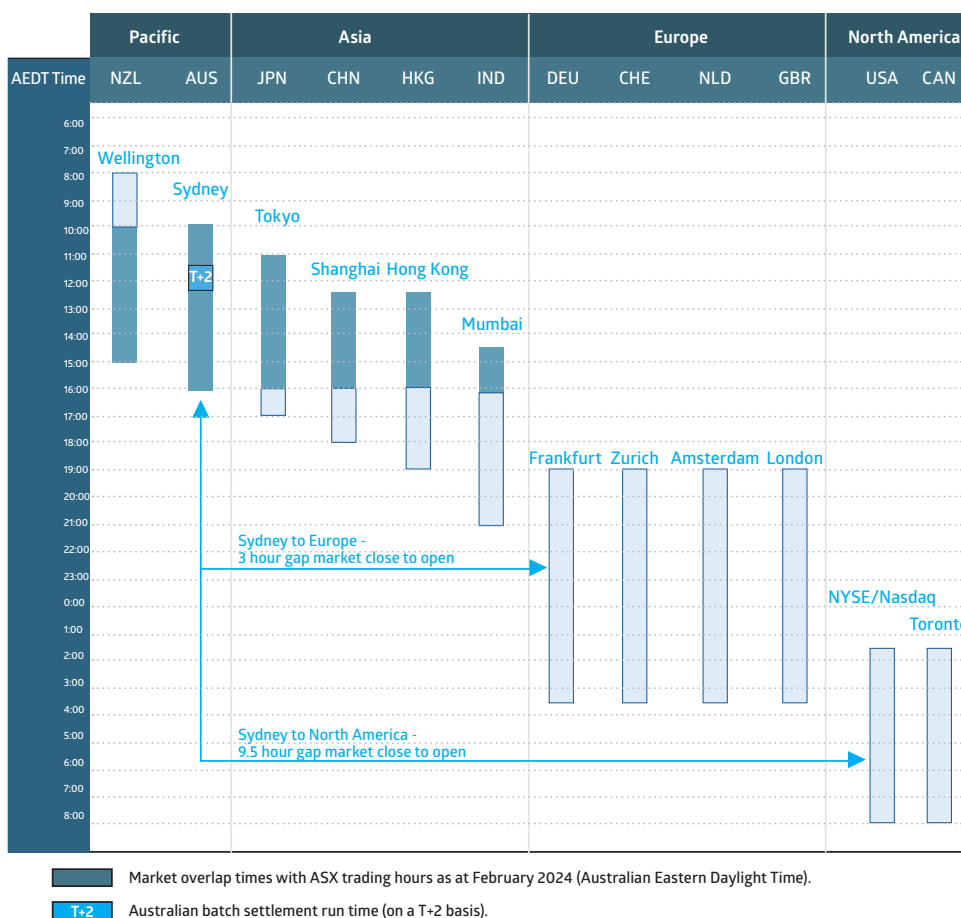 Pacific Asia Europe North America
AEDT Time NZL AUS JPN CHN HKG IND DEU CHE NLD GBR USA CAN
6:00
7:00
Wellington
8:00
Sydney
9:00
Tokyo
10:00
11:00
Shanghai Hong Kong
T+2
12:00
13:00
Mumbai
14:00
15:00
16:00
17:00
18:00
Frankfurt Zurich Amsterdam London
19:00
20:00
21:00
Sydney to Europe -
22:00
3 hour gap market close to open
23:00
NYSE/Nasdaq
0:00
Toronto
1:00
2:00
3:00
4:00
Sydney to North America -
5:00
9.5 hour gap market close to open
6:00
7:00
8:00
Market overlap times with ASX trading hours as at February 2024 (Australian Eastern Daylight Time).
T+2 Australian batch settlement run time (on a T+2 basis).